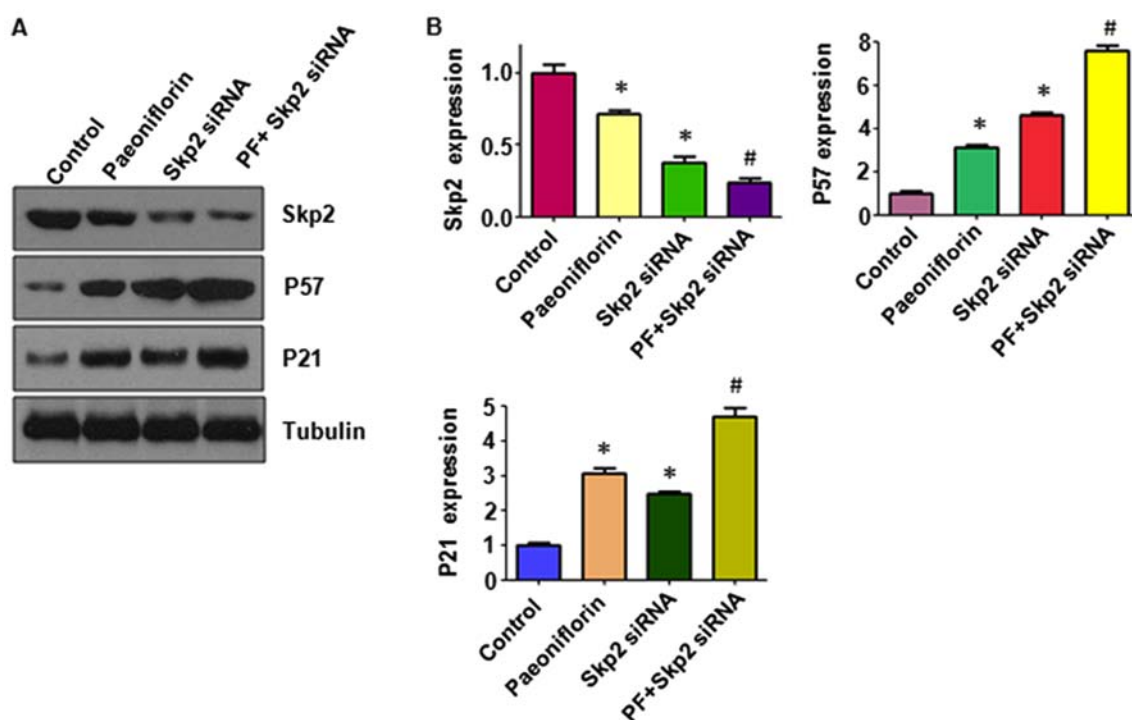 A
Control
Paeoniflorin
Skp2 siRNA
PF+ Skp2 siRNA
Skp2
P57
P21
Tubulin
B
Skp2 expression
1.0
0.5
0.0
*
*
#
Control
Paeoniflorin
Skp2 siRNA
PF+Skp2 siRNA
P57 expression
8
6
4
2
0
*
*
#
Control
Paeoniflorin
Skp2 siRNA
PF+Skp2 siRNA
P21 expression
5
4
3
2
1
0
*
*
#
Control
Paeoniflorin
Skp2 siRNA
PF+Skp2 siRNA